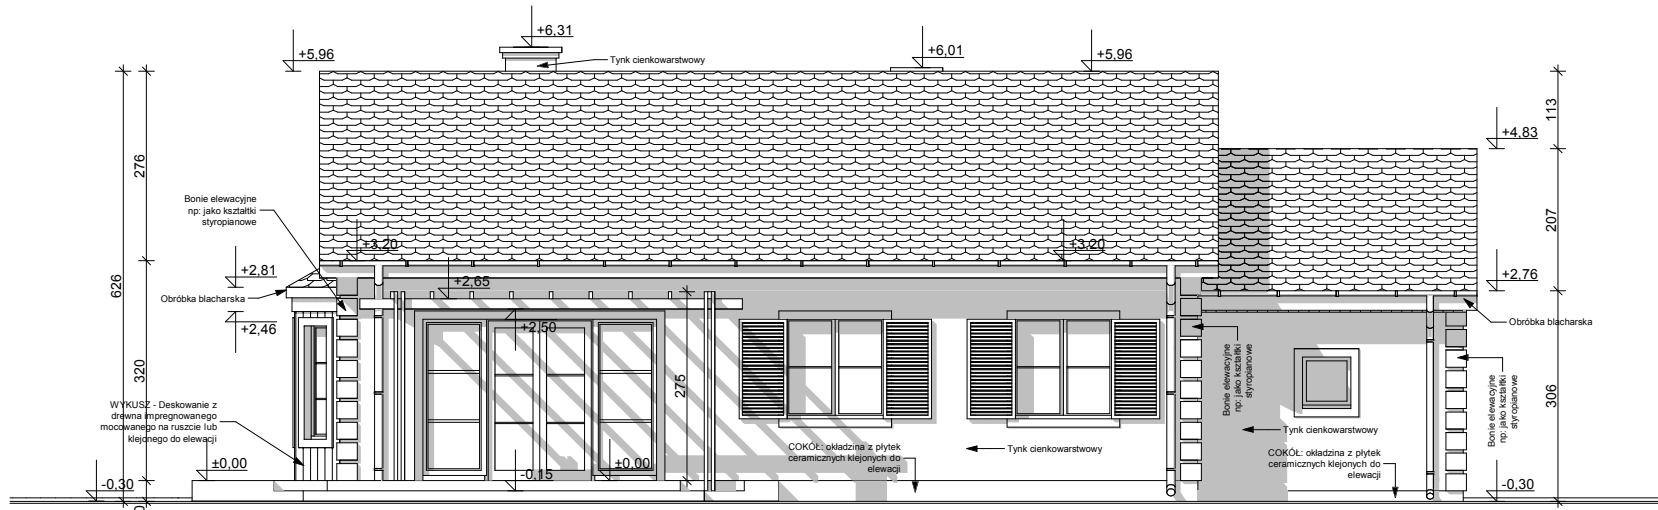 +6,31
+5,96
Tynk cienkowarstwowy
+6,01
+5,96
113
+4,83
276
207
Bonie elewacyjne
np: jako kształtki
styropianowe
+3,20
+3,20
+2,81
+2,65
+2,76
626
Obróbka blacharska
+2,46
+2,50
Obróbka blacharska
320
275
306
Bonie elewacyjne
np: jako kształtki
styropianowe
Bonie elewacyjne
np: jako kształtki
styropianowe
WYKUSZ - Deskowanie z
drewna impregnowanego
mocowanego na ruszcie lub
klejonego do elewacji
Tynk cienkowarstwowy
COKÓŁ: okładzina z płytek
ceramicznych klejonych do
elewacji
Tynk cienkowarstwowy
COKÓŁ: okładzina z płytek
ceramicznych klejonych do
elewacji
±0,00
±0,00
-0,15
-0,30
-0,30